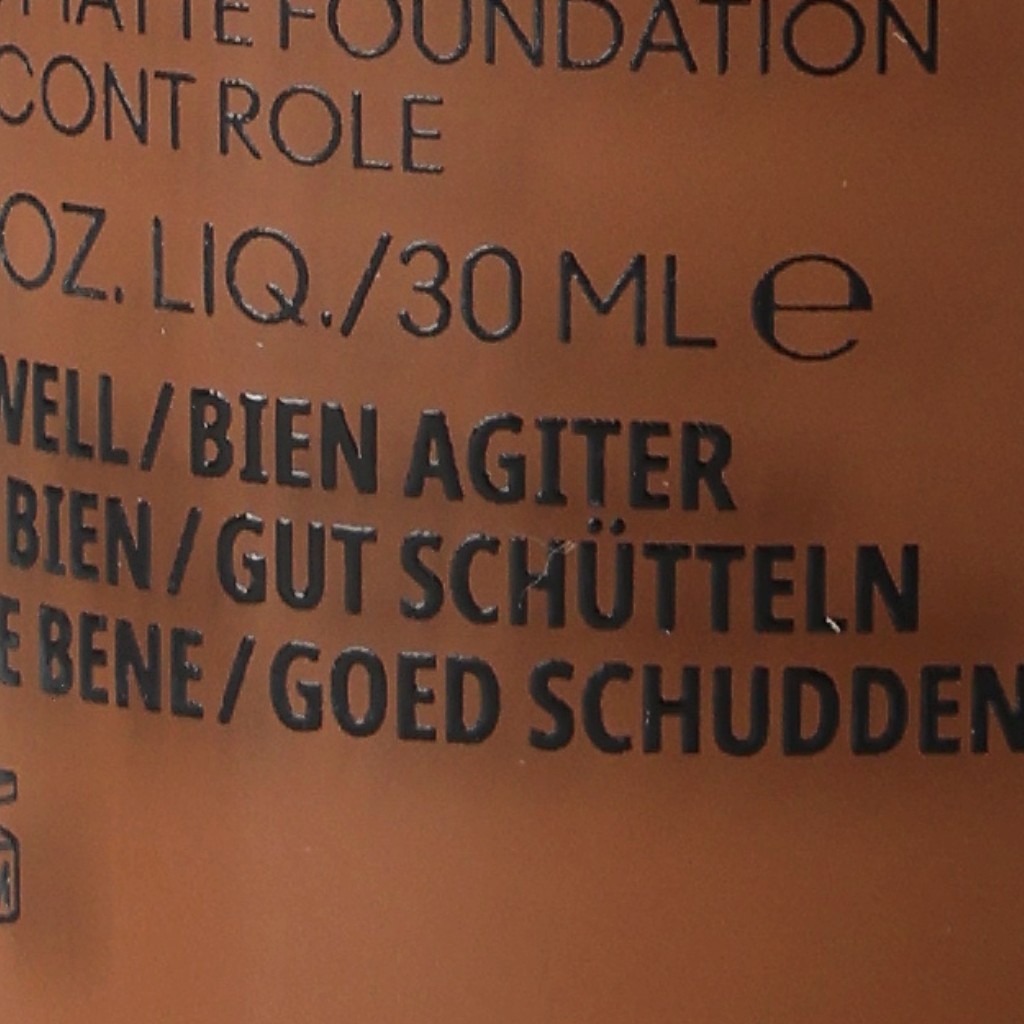 MATTE FOUNDATION
CONT ROLE
OZ. LIQ./30 ML e
WELL/BIEN AGITER
BIEN/GUT SCHÜTTELN
E BENE/GOED SCHUDDEN